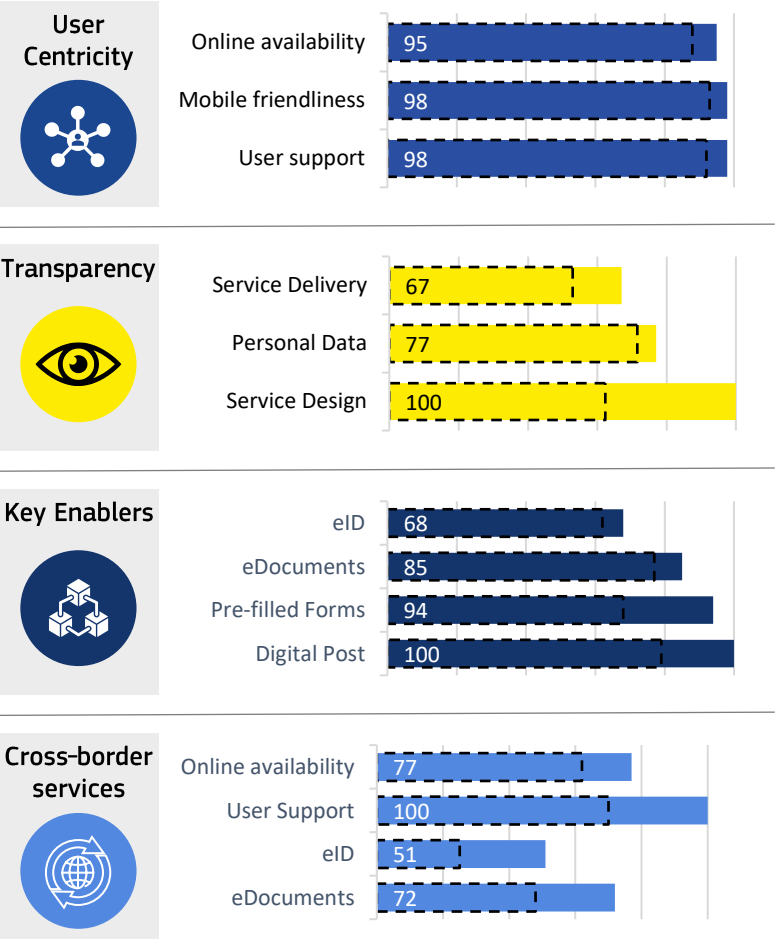 User
Centricity
Online availability 95
Mobile friendliness 98
User support 98
Transparency
Service Delivery 67
Personal Data 77
Service Design 100
Key Enablers
eID 68
eDocuments 85
Pre-filled Forms 94
Digital Post 100
Cross-border
services
Online availability 77
User Support 100
eID 51
eDocuments 72